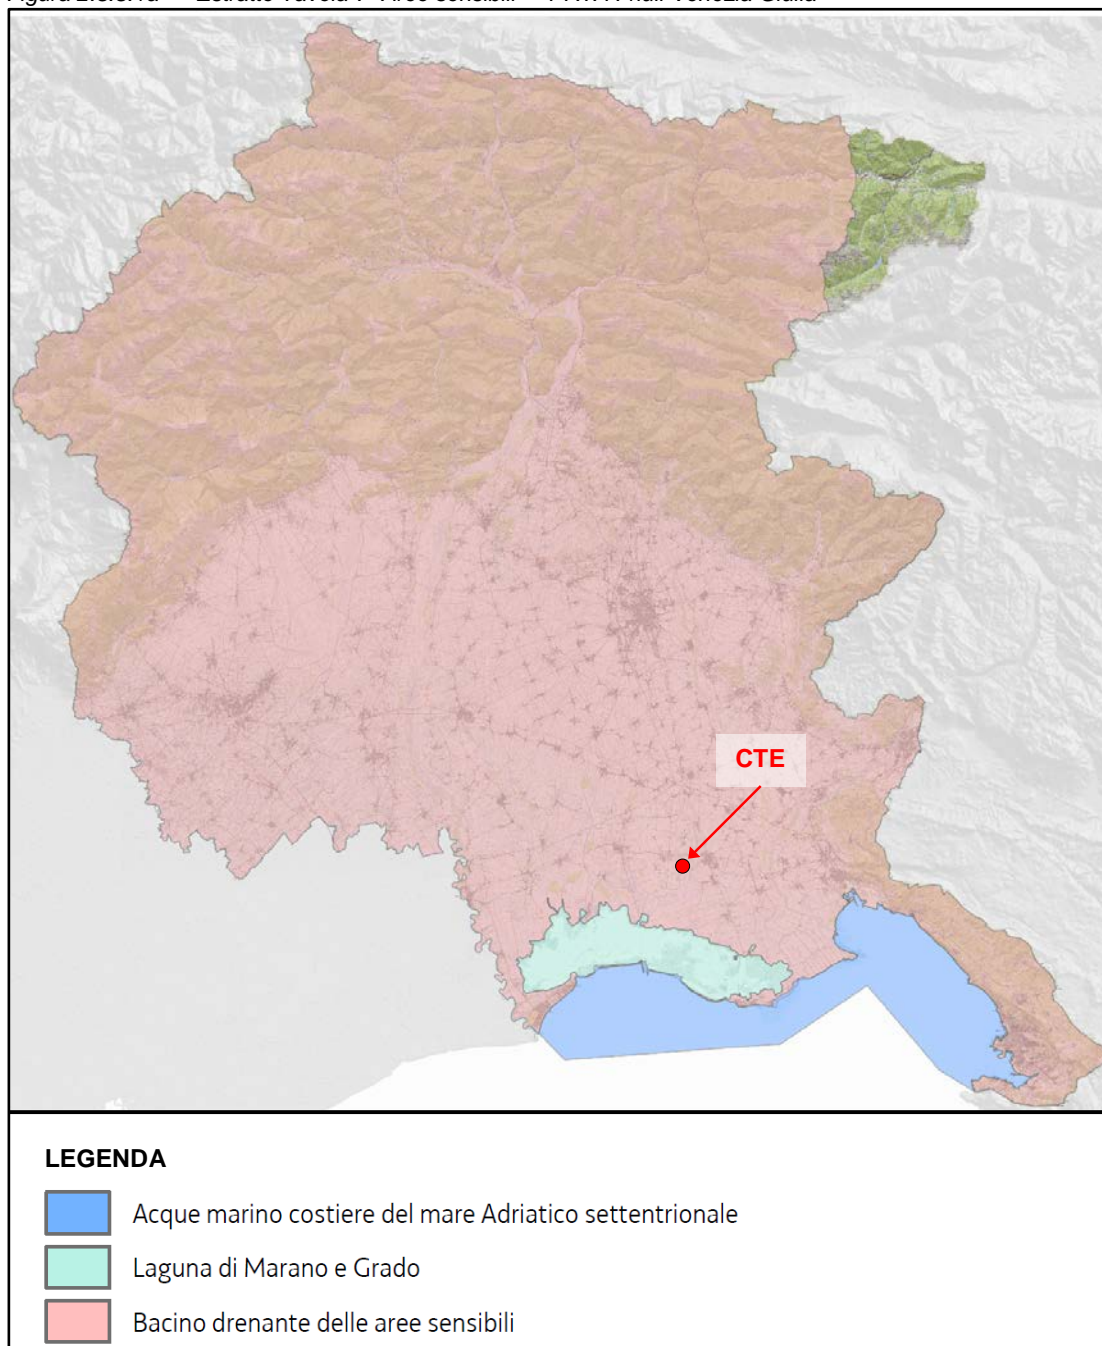 CTE
LEGENDA
Acque marino costiere del mare Adriatico settentrionale
Laguna di Marano e Grado
Bacino drenante delle aree sensibili